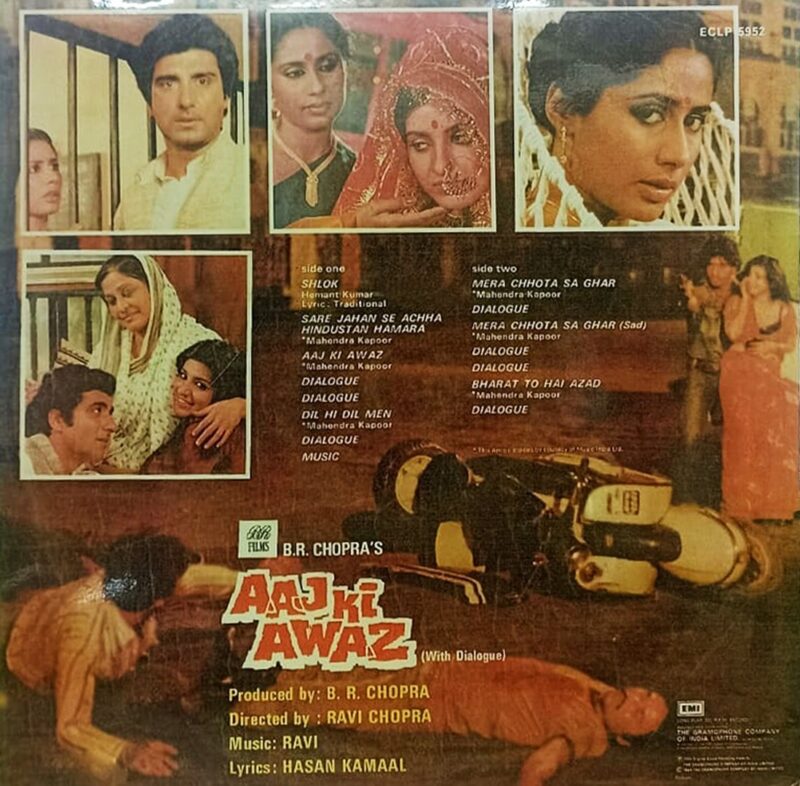 ECLP 5952
side one
SHLOK
Hemant Kumar
Lyric: Traditional
SARE JAHAN SE ACHHA
HINDUSTAN HAMARA
*Mahendra Kapoor
AAJ KI AWAZ
*Mahendra Kapoor
DIALOGUE
DIALOGUE
DIL HI DIL MEN
*Mahendra Kapoor
DIALOGUE
MUSIC
side two
MERA CHHOTA SA GHAR
*Mahendra Kapoor
DIALOGUE
MERA CHHOTA SA GHAR (Sad)
*Mahendra Kapoor
DIALOGUE
DIALOGUE
BHARAT TO HAI AZAD
*Mahendra Kapoor
DIALOGUE
BR
FILMS
B.R. CHOPRA'S
AAJ KI
AWAZ
(With Dialogue)
Produced by: B. R. CHOPRA
Directed by : RAVI CHOPRA
Music: RAVI
Lyrics: HASAN KAMAAL
EMI
THE GRAMOPHONE COMPANY
OF INDIA LIMITED.